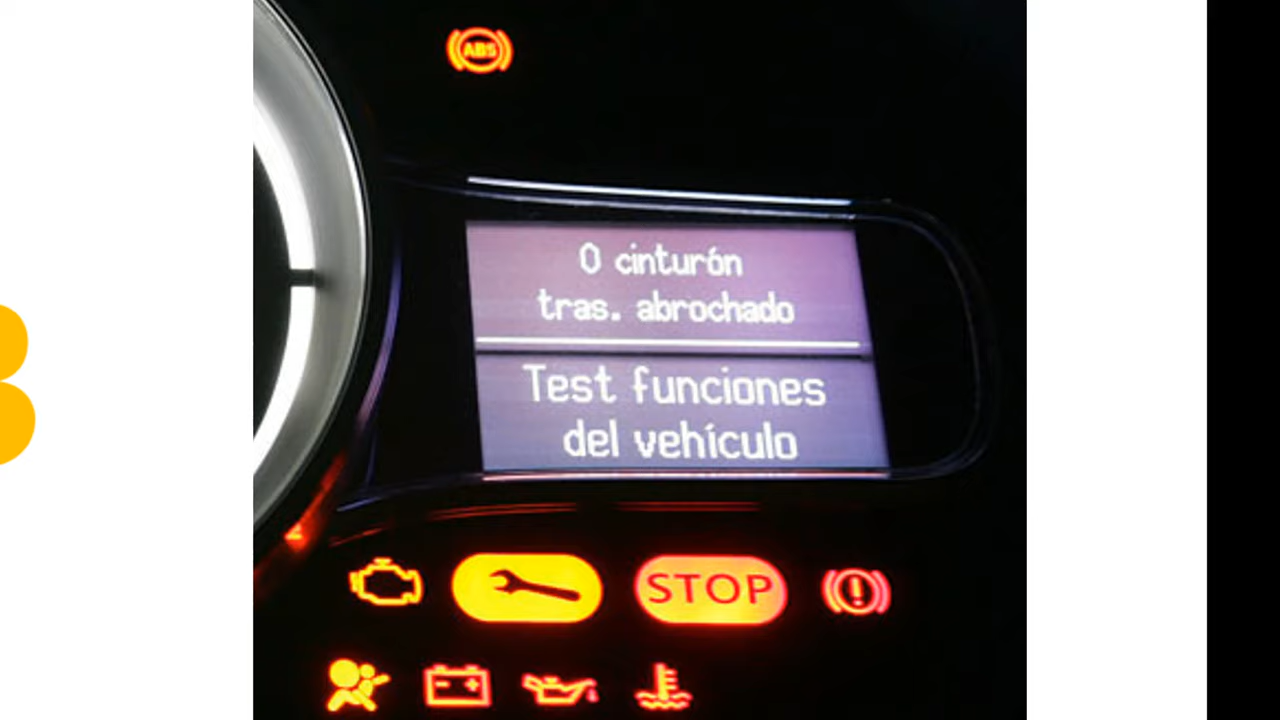 ABS
0 cinturón
tras. abrochado
Test funciones
del vehículo
STOP